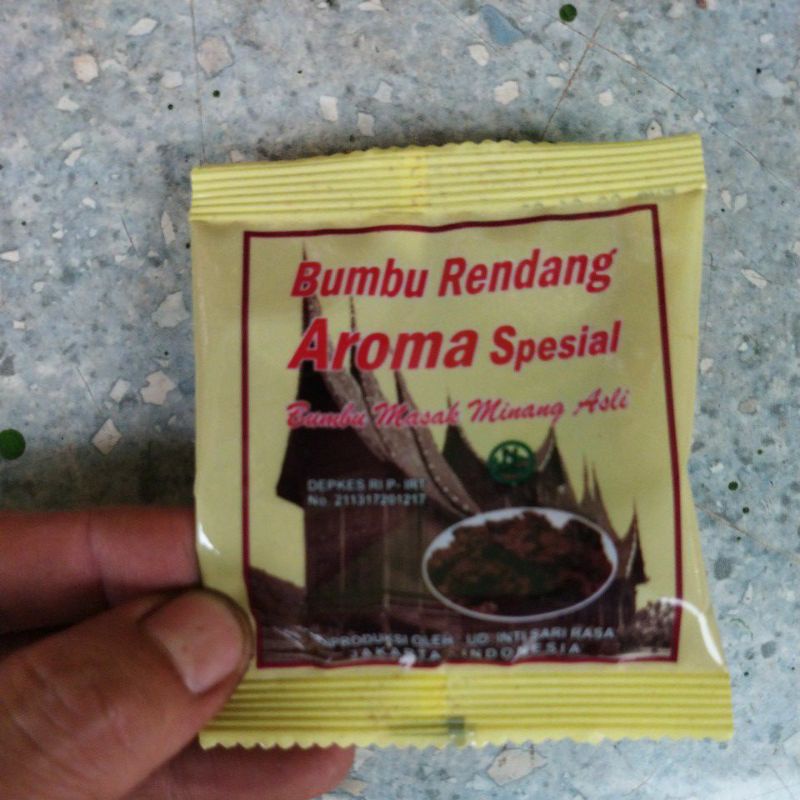 Bumbu Rendang
Aroma Spesial
Bumbu Masak Minang Asli
DEPKES RI P- IRT
No. 211317201217
PRODUKSI OLEH UD. INTI SARI RASA
JAKARTA INDONESIA